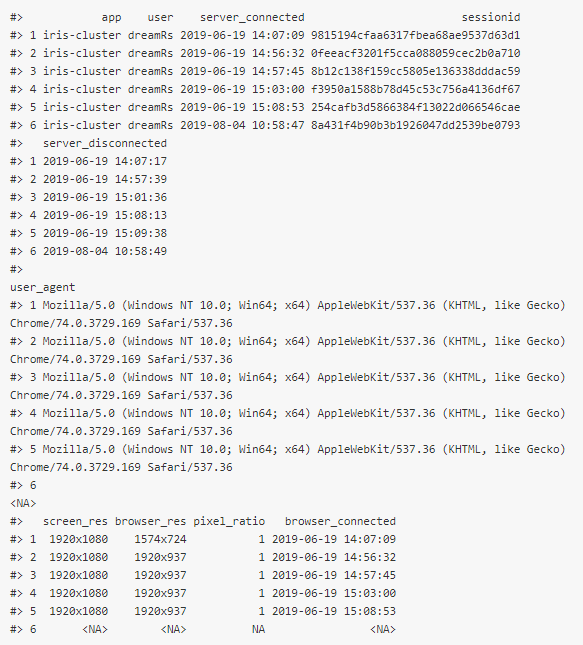 #>            app   user    server_connected                        sessionid
#> 1 iris-cluster dreamRs 2019-06-19 14:07:09 9815194cfaa6317fbea68ae9537d63d1
#> 2 iris-cluster dreamRs 2019-06-19 14:56:32 0feeacf3201f5cca088059cec2b0a710
#> 3 iris-cluster dreamRs 2019-06-19 14:57:45 8b12c138f159cc5805e136338dddac59
#> 4 iris-cluster dreamRs 2019-06-19 15:03:00 f3950a1588b78d45c53c756a4136df67
#> 5 iris-cluster dreamRs 2019-06-19 15:08:53 254cafb3d5866384f13022d066546cae
#> 6 iris-cluster dreamRs 2019-08-04 10:58:47 8a431f4b90b3b1926047dd2539be0793
#>   server_disconnected
#> 1 2019-06-19 14:07:17
#> 2 2019-06-19 14:57:39
#> 3 2019-06-19 15:01:36
#> 4 2019-06-19 15:08:13
#> 5 2019-06-19 15:09:38
#> 6 2019-08-04 10:58:49
#>
user_agent
#> 1 Mozilla/5.0 (Windows NT 10.0; Win64; x64) AppleWebKit/537.36 (KHTML, like Gecko)
Chrome/74.0.3729.169 Safari/537.36
#> 2 Mozilla/5.0 (Windows NT 10.0; Win64; x64) AppleWebKit/537.36 (KHTML, like Gecko)
Chrome/74.0.3729.169 Safari/537.36
#> 3 Mozilla/5.0 (Windows NT 10.0; Win64; x64) AppleWebKit/537.36 (KHTML, like Gecko)
Chrome/74.0.3729.169 Safari/537.36
#> 4 Mozilla/5.0 (Windows NT 10.0; Win64; x64) AppleWebKit/537.36 (KHTML, like Gecko)
Chrome/74.0.3729.169 Safari/537.36
#> 5 Mozilla/5.0 (Windows NT 10.0; Win64; x64) AppleWebKit/537.36 (KHTML, like Gecko)
Chrome/74.0.3729.169 Safari/537.36
#> 6
<NA>
#>   screen_res browser_res pixel_ratio   browser_connected
#> 1  1920x1080    1574x724           1 2019-06-19 14:07:09
#> 2  1920x1080    1920x937           1 2019-06-19 14:56:32
#> 3  1920x1080    1920x937           1 2019-06-19 14:57:45
#> 4  1920x1080    1920x937           1 2019-06-19 15:03:00
#> 5  1920x1080    1920x937           1 2019-06-19 15:08:53
#> 6       <NA>        <NA>          NA                <NA>